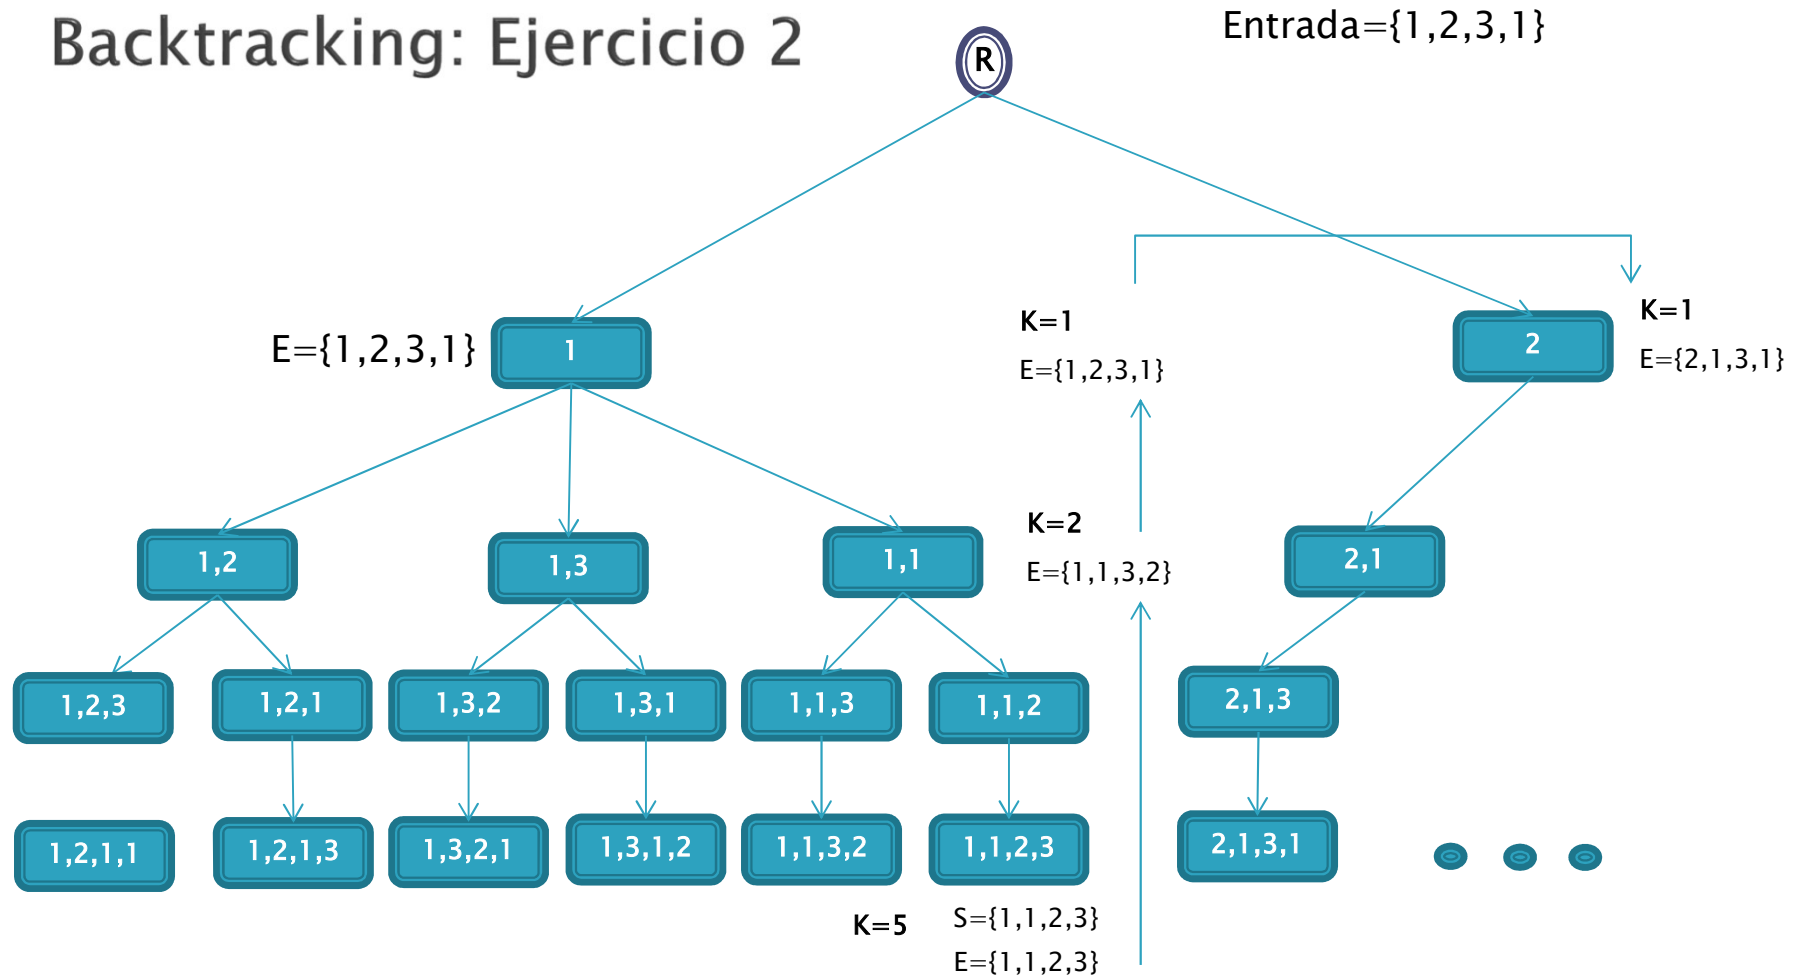 Backtracking: Ejercicio 2
Entrada={1,2,3,1}
R
K=1
E={1,2,3,1}
E={1,2,3,1}
1
2
K=1
E={2,1,3,1}
K=2
E={1,1,3,2}
1,2
1,3
1,1
2,1
1,2,3
1,2,1
1,3,2
1,3,1
1,1,3
1,1,2
2,1,3
1,2,1,1
1,2,1,3
1,3,2,1
1,3,1,2
1,1,3,2
1,1,2,3
2,1,3,1
K=5
S={1,1,2,3}
E={1,1,2,3}